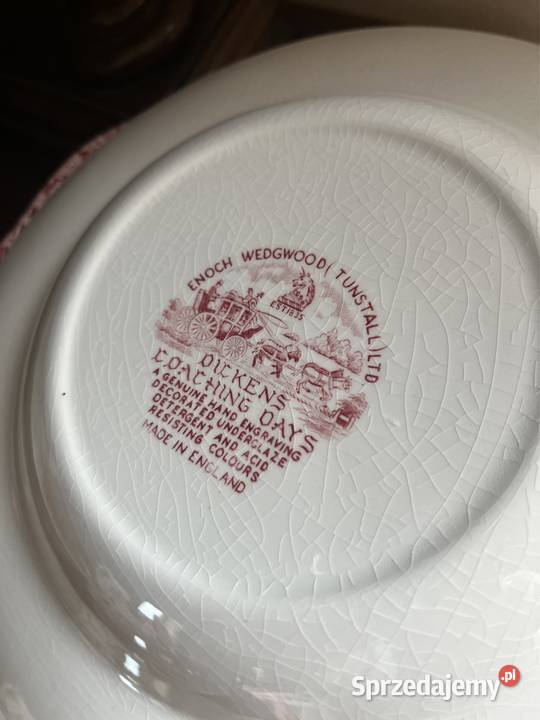 ENOCH WEDGWOOD (TUNSTALL) LTD
ESTD 1835
DICKENS
COACHING DAYS
A GENUINE HAND ENGRAVING
DECORATED UNDERGLAZE
DETERGENT AND ACID
RESISTING COLOURS
MADE IN ENGLAND
Sprzedajemy.pl